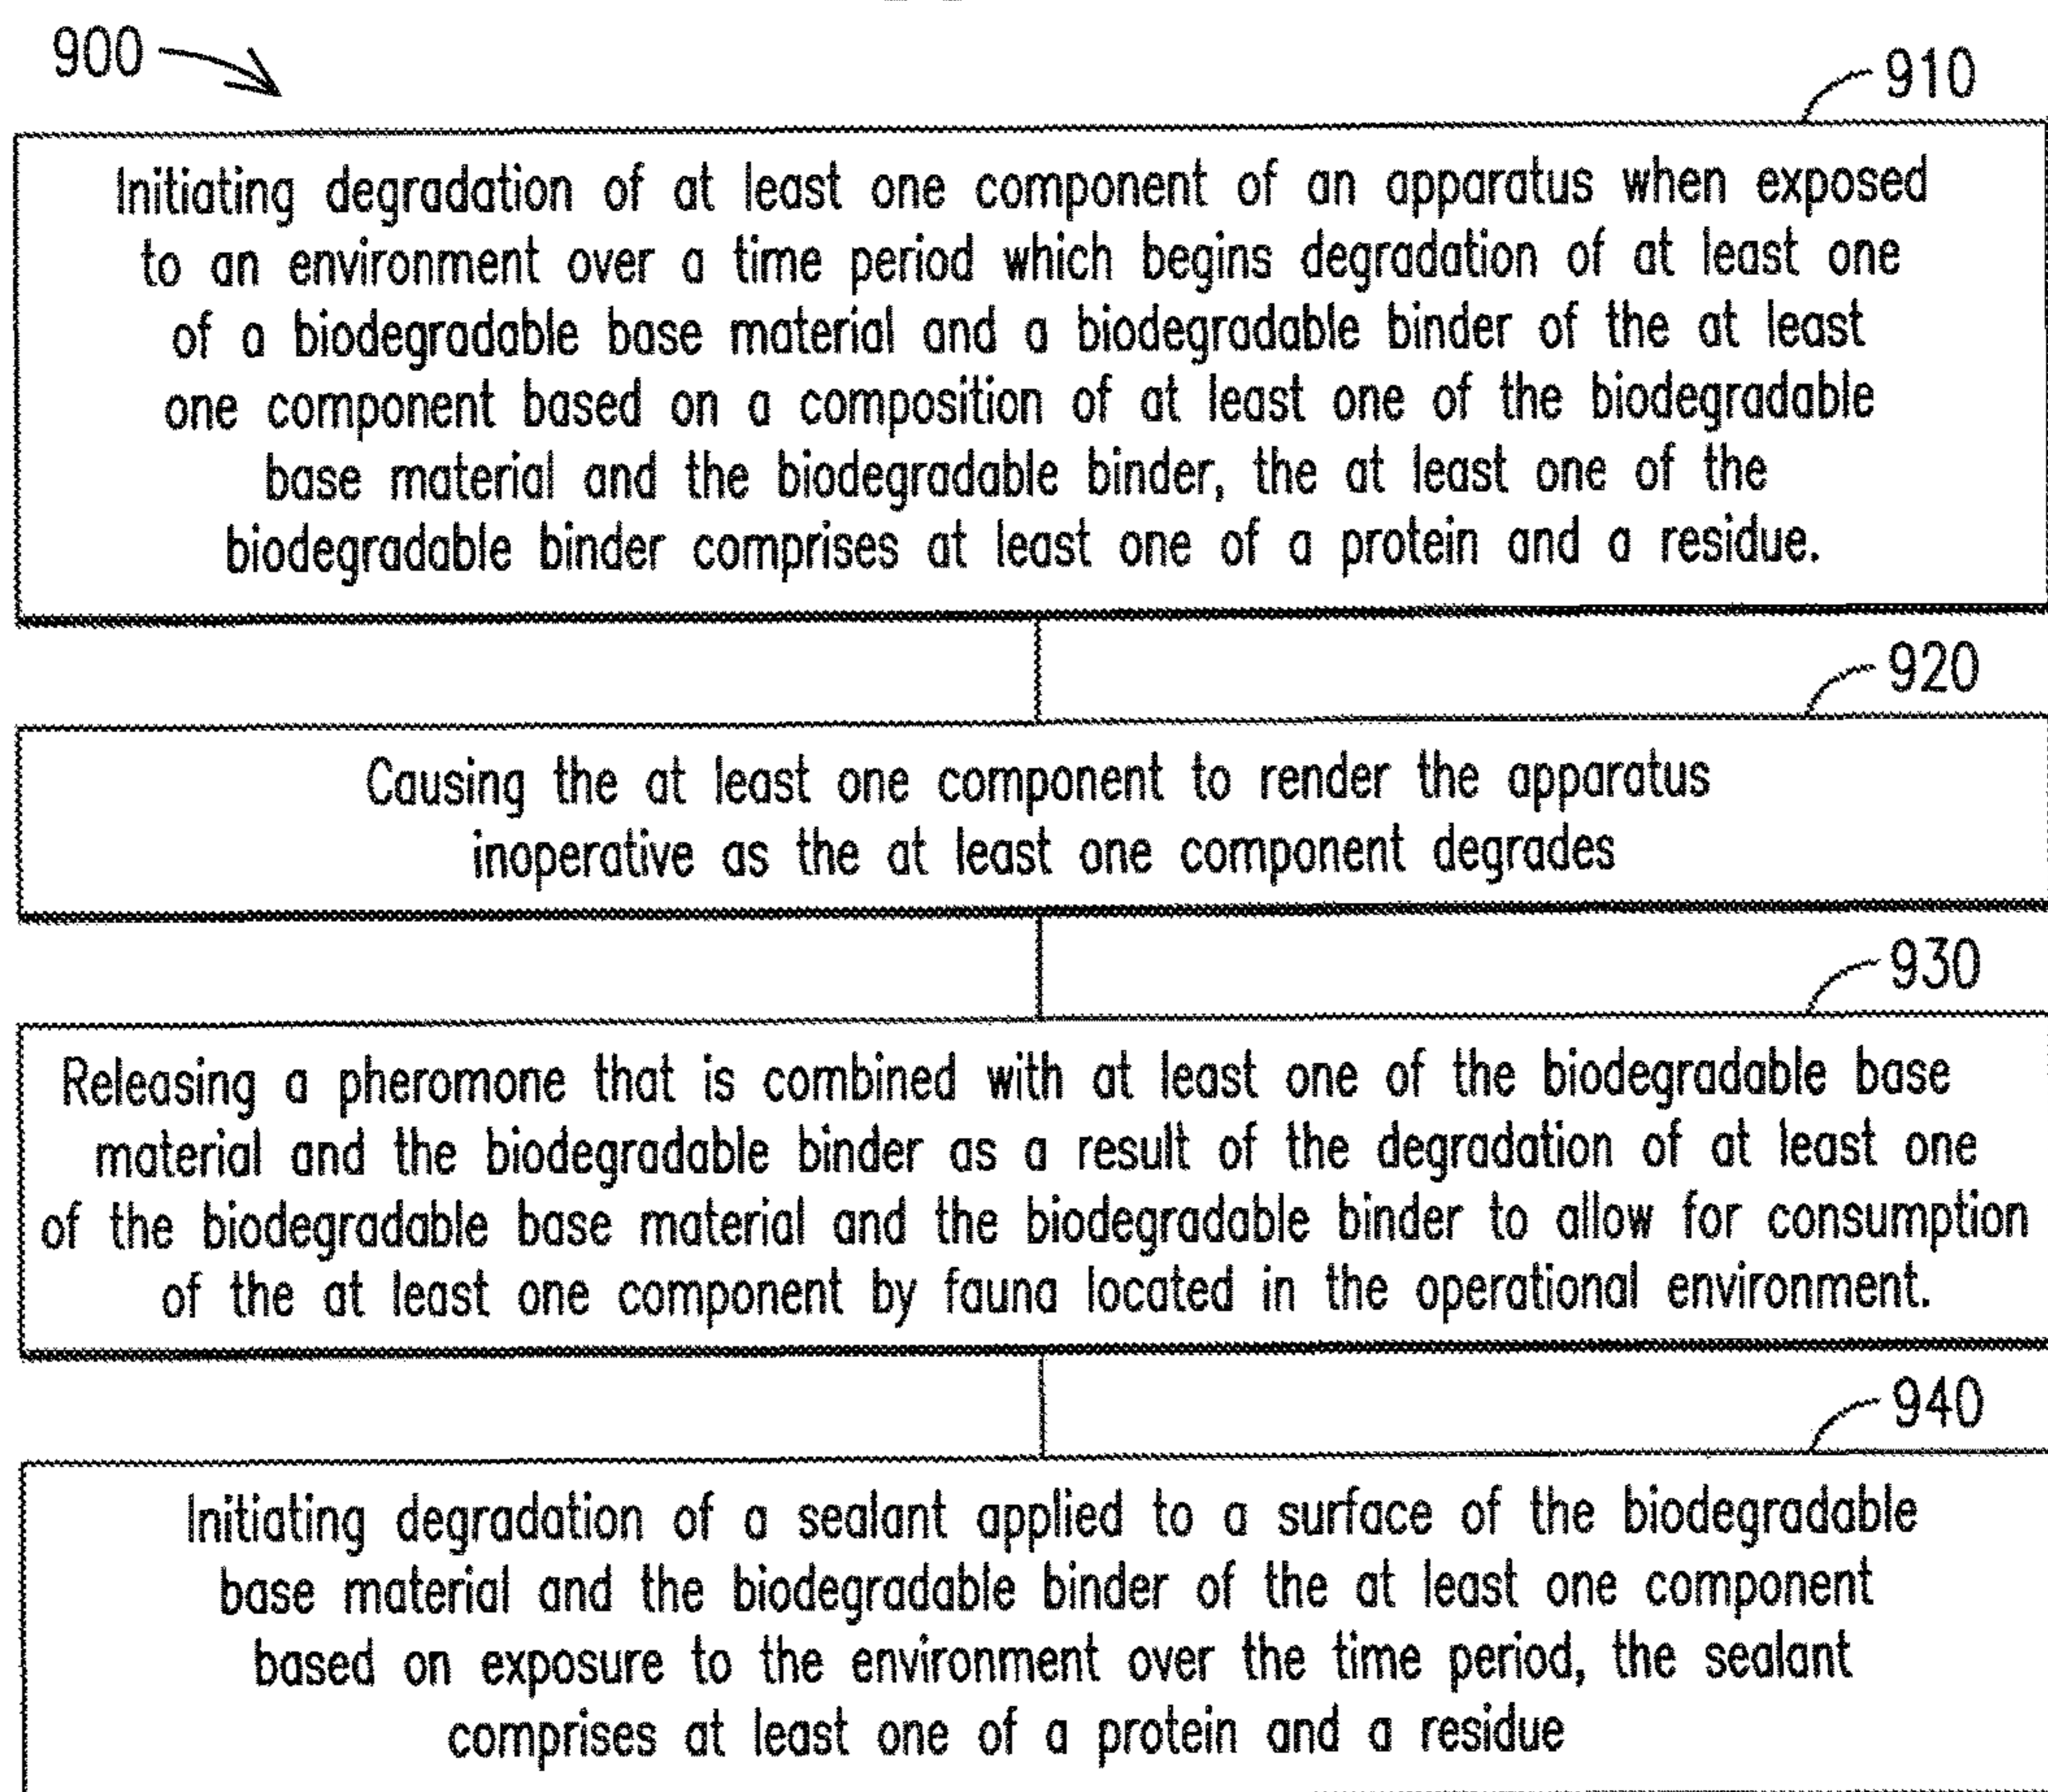 900
910
Initiating degradation of at least one component of an apparatus when exposed
to an environment over a time period which begins degradation of at least one
of a biodegradable base material and a biodegradable binder of the at least
one component based on a composition of at least one of the biodegradable
base material and the biodegradable binder, the at least one of the
biodegradable binder comprises at least one of a protein and a residue.
920
Causing the at least one component to render the apparatus
inoperative as the at least one component degrades
930
Releasing a pheromone that is combined with at least one of the biodegradable base
material and the biodegradable binder as a result of the degradation of at least one
of the biodegradable base material and the biodegradable binder to allow for consumption
of the at least one component by fauna located in the operational environment.
940
Initiating degradation of a sealant applied to a surface of the biodegradable
base material and the biodegradable binder of the at least one component
based on exposure to the environment over the time period, the sealant
comprises at least one of a protein and a residue